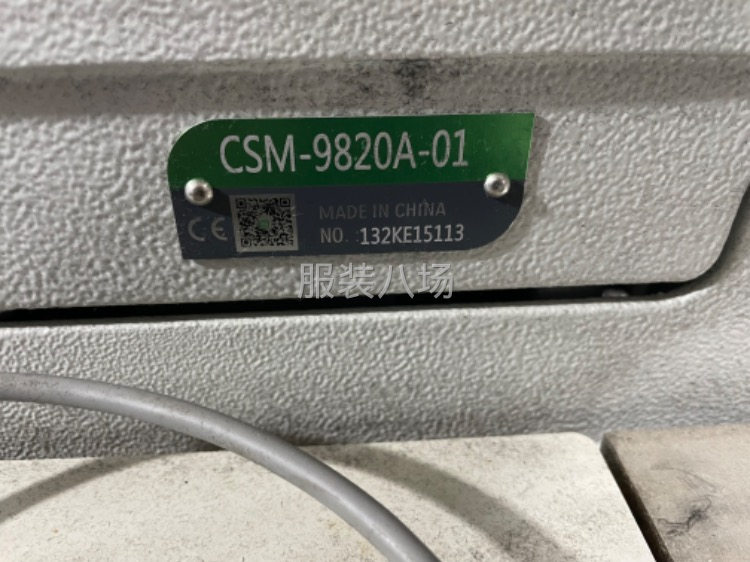 CSM-9820A-01
MADE IN CHINA
CE
NO. 132KE15113
服装八场